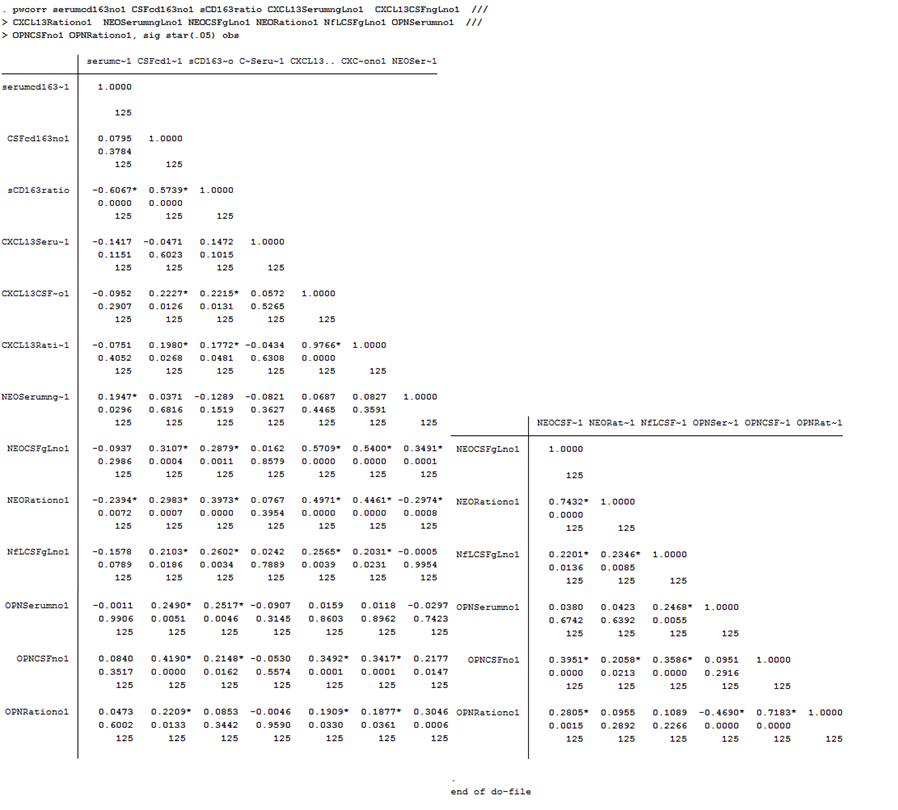 . pwcorr serumcd163no1 CSFcd163no1 sCD163ratio CXCL13SerumngLno1 CXCL13CSFngLno1 ///
> CXCL13Rationo1 NEOSerumngLno1 NEOCSFgLno1 NEORationo1 NfLCSFgLno1 OPNSerumno1 ///
> OPNCSFno1 OPNRationo1, sig star(.05) obs
serumc~1 CSFcd1~1 sCD163~o C~Seru~1 CXCL13.. CXC~ono1 NEOSer~1
serumcd163~1 1.0000
125
CSFcd163no1 0.0795 1.0000
0.3784
125 125
sCD163ratio -0.6067* 0.5739* 1.0000
0.0000 0.0000
125 125 125
CXCL13Seru~1 -0.1417 -0.0471 0.1472 1.0000
0.1151 0.6023 0.1015
125 125 125 125
CXCL13CSF~o1 -0.0952 0.2227* 0.2215* 0.0572 1.0000
0.2907 0.0126 0.0131 0.5265
125 125 125 125 125
CXCL13Rati~1 -0.0751 0.1980* 0.1772* -0.0434 0.9766* 1.0000
0.4052 0.0268 0.0481 0.6308 0.0000
125 125 125 125 125 125
NEOSerumng~1 0.1947* 0.0371 -0.1289 -0.0821 0.0687 0.0827 1.0000
0.0296 0.6816 0.1519 0.3627 0.4465 0.3591
125 125 125 125 125 125 125
NEOCSFgLno1 -0.0937 0.3107* 0.2879* 0.0162 0.5709* 0.5400* 0.3491*
0.2986 0.0004 0.0011 0.8579 0.0000 0.0000 0.0001
125 125 125 125 125 125 125
NEORationo1 -0.2394* 0.2983* 0.3973* 0.0767 0.4971* 0.4461* -0.2974*
0.0072 0.0007 0.0000 0.3954 0.0000 0.0000 0.0008
125 125 125 125 125 125 125
NfLCSFgLno1 -0.1578 0.2103* 0.2602* 0.0242 0.2565* 0.2031* -0.0005
0.0789 0.0186 0.0034 0.7889 0.0039 0.0231 0.9954
125 125 125 125 125 125 125
OPNSerumno1 -0.0011 0.2490* 0.2517* -0.0907 0.0159 0.0118 -0.0297
0.9906 0.0051 0.0046 0.3145 0.8603 0.8962 0.7423
125 125 125 125 125 125 125
OPNCSFno1 0.0840 0.4190* 0.2148* -0.0530 0.3492* 0.3417* 0.2177
0.3517 0.0000 0.0162 0.5574 0.0001 0.0001 0.0147
125 125 125 125 125 125 125
OPNRationo1 0.0473 0.2209* 0.0853 -0.0046 0.1909* 0.1877* 0.3046
0.6002 0.0133 0.3442 0.9590 0.0330 0.0361 0.0006
125 125 125 125 125 125 125
NEOCSF~1 NEORat~1 NfLCSF~1 OPNSer~1 OPNCSF~1 OPNRat~1
NEOCSFgLno1 1.0000
125
NEORationo1 0.7432* 1.0000
0.0000
125 125
NfLCSFgLno1 0.2201* 0.2346* 1.0000
0.0136 0.0085
125 125 125
OPNSerumno1 0.0380 0.0423 0.2468* 1.0000
0.6742 0.6392 0.0055
125 125 125 125
OPNCSFno1 0.3951* 0.2058* 0.3586* 0.0951 1.0000
0.0000 0.0213 0.0000 0.2916
125 125 125 125 125
OPNRationo1 0.2805* 0.0955 0.1089 -0.4690* 0.7183* 1.0000
0.0015 0.2892 0.2266 0.0000 0.0000
125 125 125 125 125 125
.
end of do-file